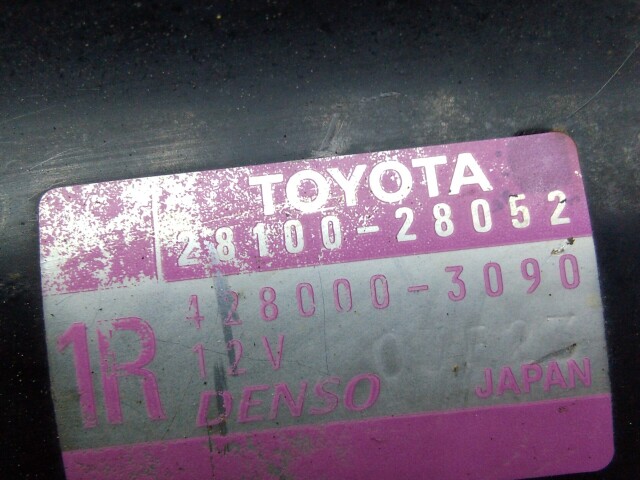 TOYOTA
28100-28052
428000-3090
1R
12V
DENSO
JAPAN